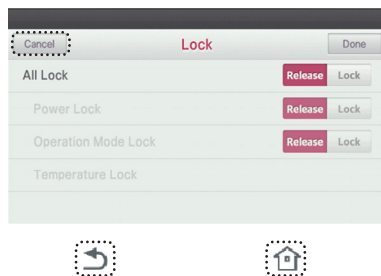 Cancel Lock Done
All Lock Release Lock
Power Lock Release Lock
Operation Mode Lock Release Lock
Temperature Lock